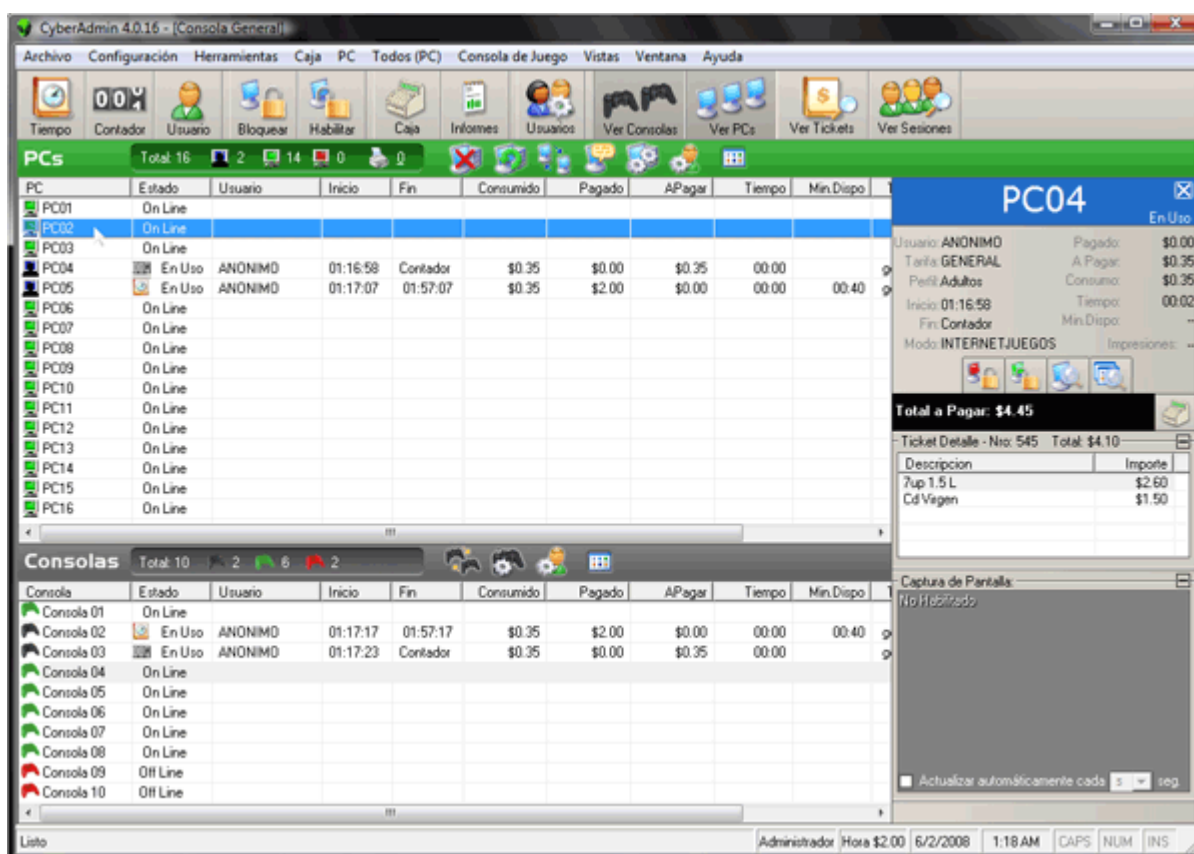 CyberAdmin 4.0.16 - [Consola General]
Archivo Configuración Herramientas Caja PC Todos (PC) Consola de Juego Vistas Ventana Ayuda
Tiempo Contador Usuario Bloquear Habilitar Caja Informes Usuarios Ver Consolas Ver PCs Ver Tickets Ver Sesiones
PCs Total: 16 2 14 0 0
PC Estado Usuario Inicio Fin Consumido Pagado APagar Tiempo Min.Dispo
PC01 On Line
PC02 On Line
PC03 On Line
PC04 En Uso ANONIMO 01:16:58 Contador $0.35 $0.00 $0.35 00:00
PC05 En Uso ANONIMO 01:17:07 01:57:07 $0.35 $2.00 $0.00 00:00 00:40
PC06 On Line
PC07 On Line
PC08 On Line
PC09 On Line
PC10 On Line
PC11 On Line
PC12 On Line
PC13 On Line
PC14 On Line
PC15 On Line
PC16 On Line
PC04
En Uso
Usuario: ANONIMO Pagado: $0.00
Tarifa: GENERAL A Pagar: $0.35
Perfil: Adultos Consumo: $0.35
Inicio: 01:16:58 Tiempo: 00:02
Fin: Contador Min.Dispo: --
Modo: INTERNETJUEGOS Impresiones: --
Total a Pagar: $4.45
Ticket Detalle - Nro: 545 Total: $4.10
Descripcion Importe
7up 1.5 L $2.60
Cd Virgen $1.50
Captura de Pantalla:
No Habilitado
Actualizar automáticamente cada 5 seg.
Consolas Total: 10 2 6 2
Consola Estado Usuario Inicio Fin Consumido Pagado APagar Tiempo Min.Dispo
Consola 01 On Line
Consola 02 En Uso ANONIMO 01:17:17 01:57:17 $0.35 $2.00 $0.00 00:00 00:40
Consola 03 En Uso ANONIMO 01:17:23 Contador $0.35 $0.00 $0.35 00:00
Consola 04 On Line
Consola 05 On Line
Consola 06 On Line
Consola 07 On Line
Consola 08 On Line
Consola 09 Off Line
Consola 10 Off Line
Listo Administrador Hora $2.00 6/2/2008 1:18 AM CAPS NUM INS